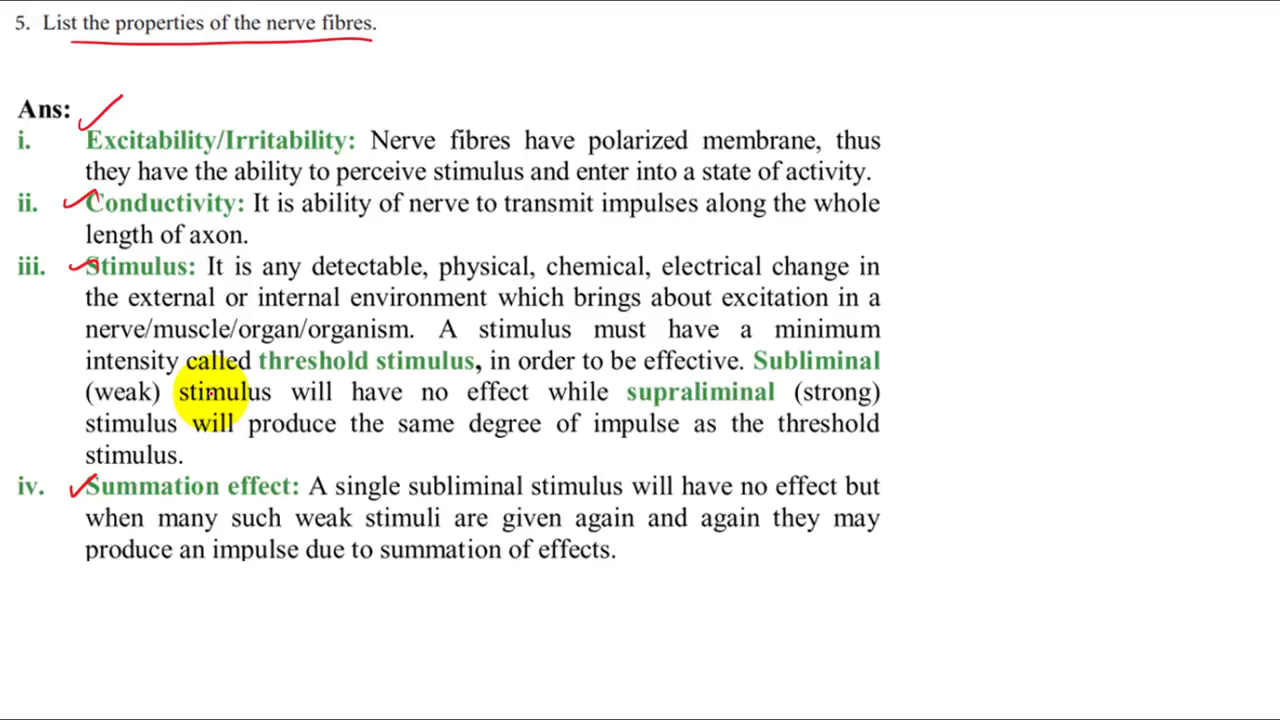 5. List the properties of the nerve fibres.
Ans:
i. Excitability/Irritability: Nerve fibres have polarized membrane, thus
they have the ability to perceive stimulus and enter into a state of activity.
ii. Conductivity: It is ability of nerve to transmit impulses along the whole
length of axon.
iii. Stimulus: It is any detectable, physical, chemical, electrical change in
the external or internal environment which brings about excitation in a
nerve/muscle/organ/organism. A stimulus must have a minimum
intensity called threshold stimulus, in order to be effective. Subliminal
(weak) stimulus will have no effect while supraliminal (strong)
stimulus will produce the same degree of impulse as the threshold
stimulus.
iv. Summation effect: A single subliminal stimulus will have no effect but
when many such weak stimuli are given again and again they may
produce an impulse due to summation of effects.